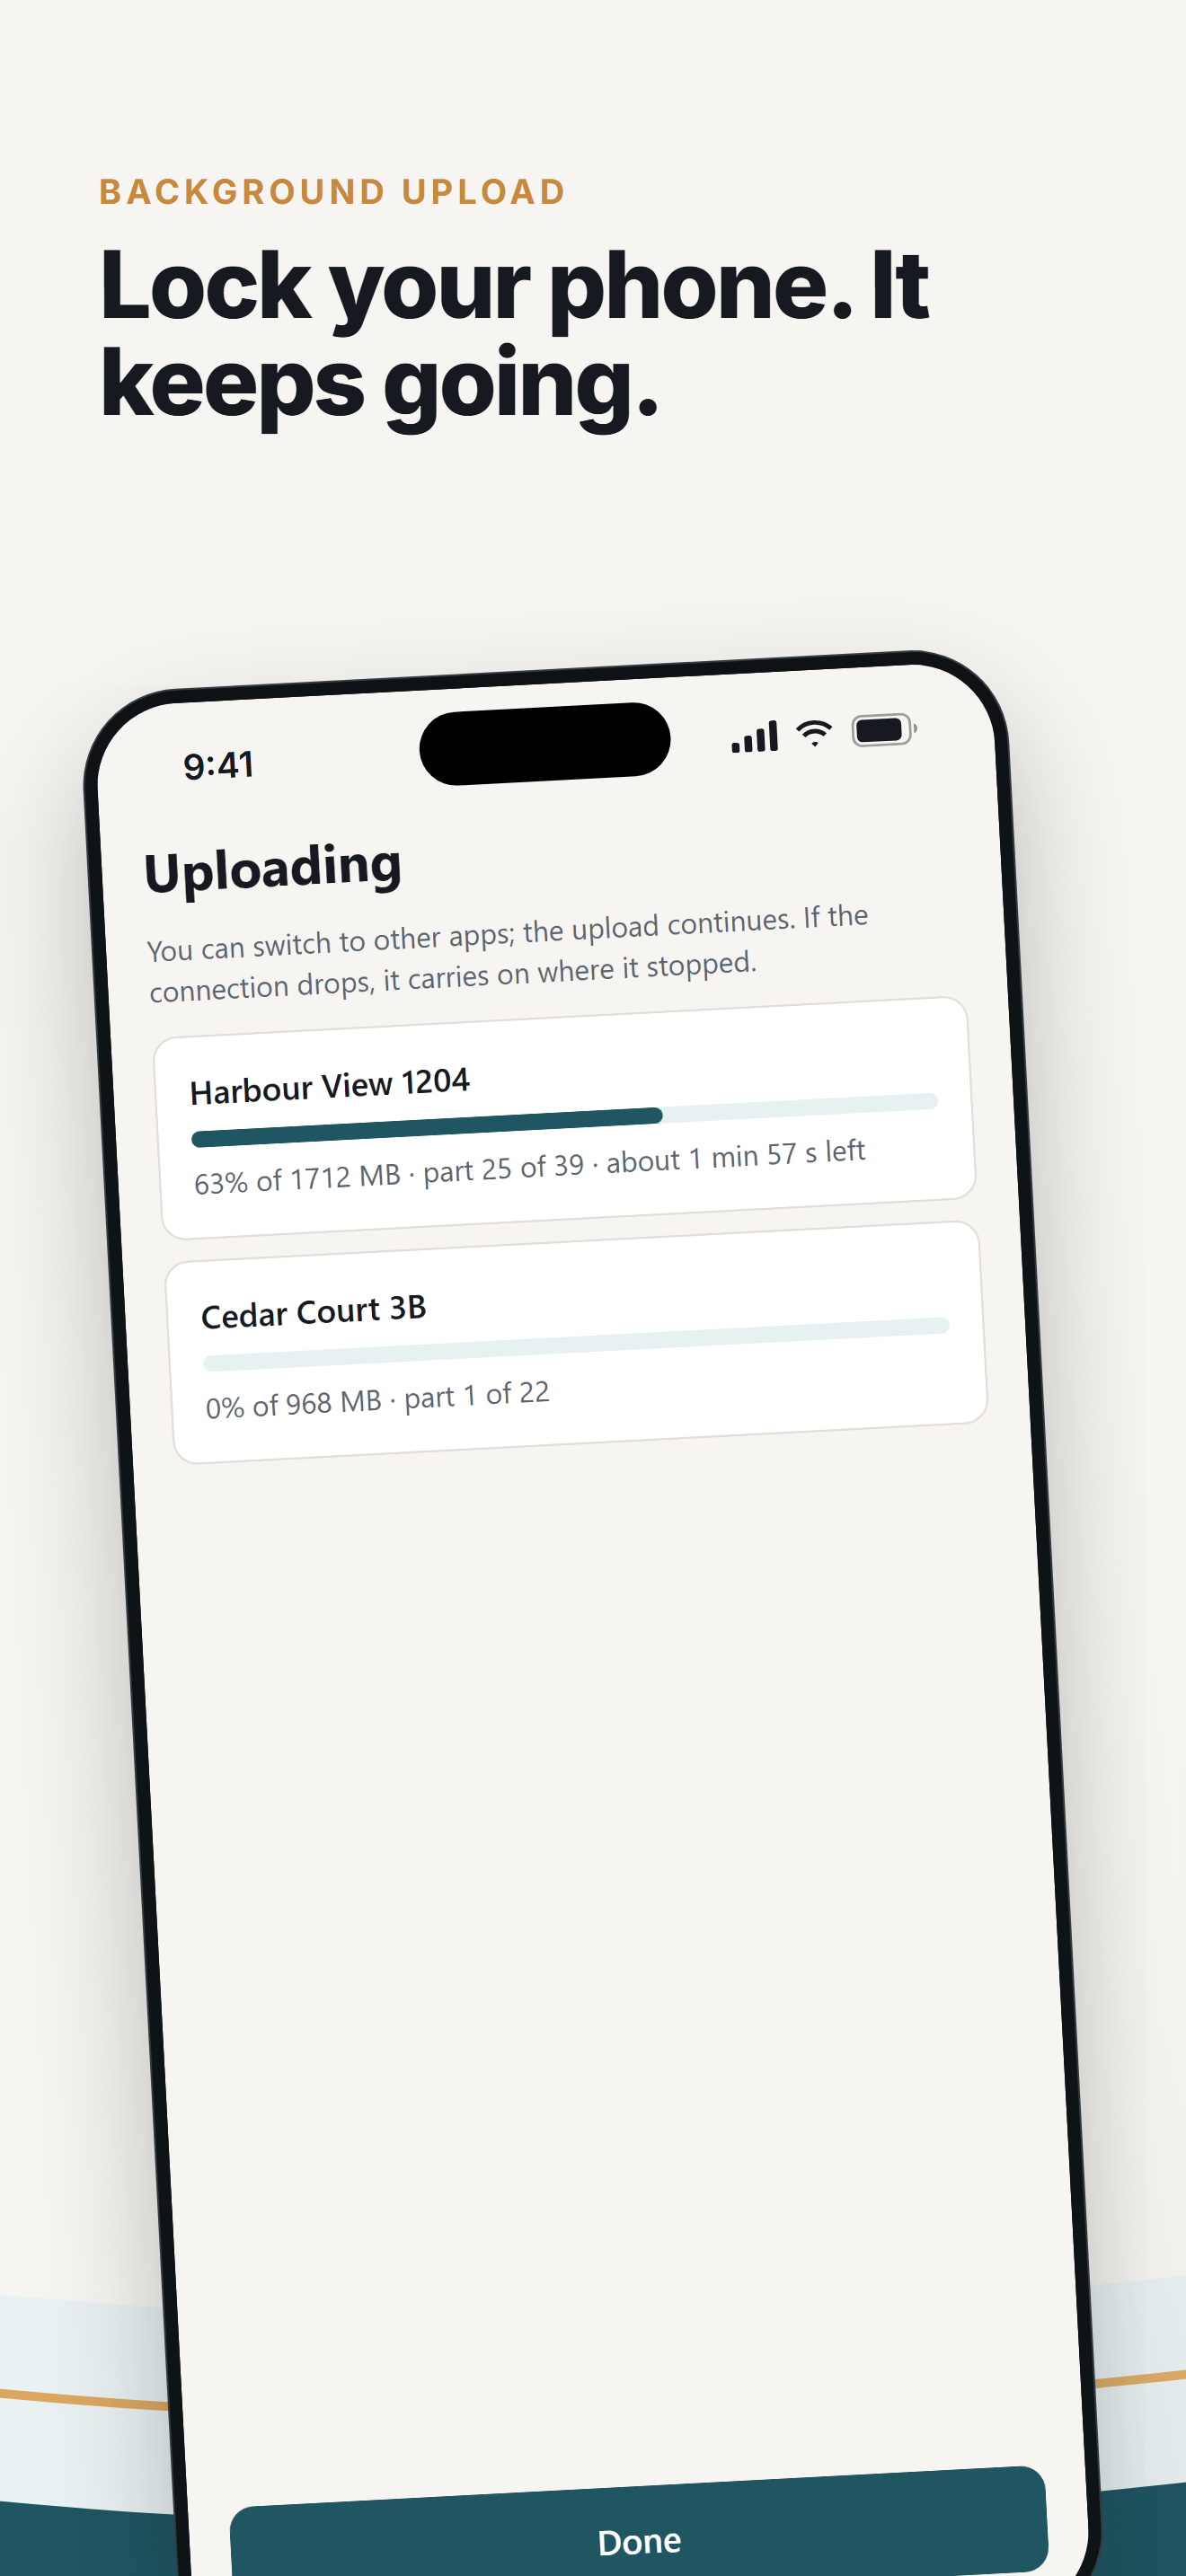 BACKGROUND UPLOAD
Lock your phone. It
keeps going.
9:41
Uploading
You can switch to other apps; the upload continues. If the
connection drops, it carries on where it stopped.
Harbour View 1204
63% of 1712 MB · part 25 of 39 · about 1 min 57 s left
Cedar Court 3B
0% of 968 MB · part 1 of 22
Done